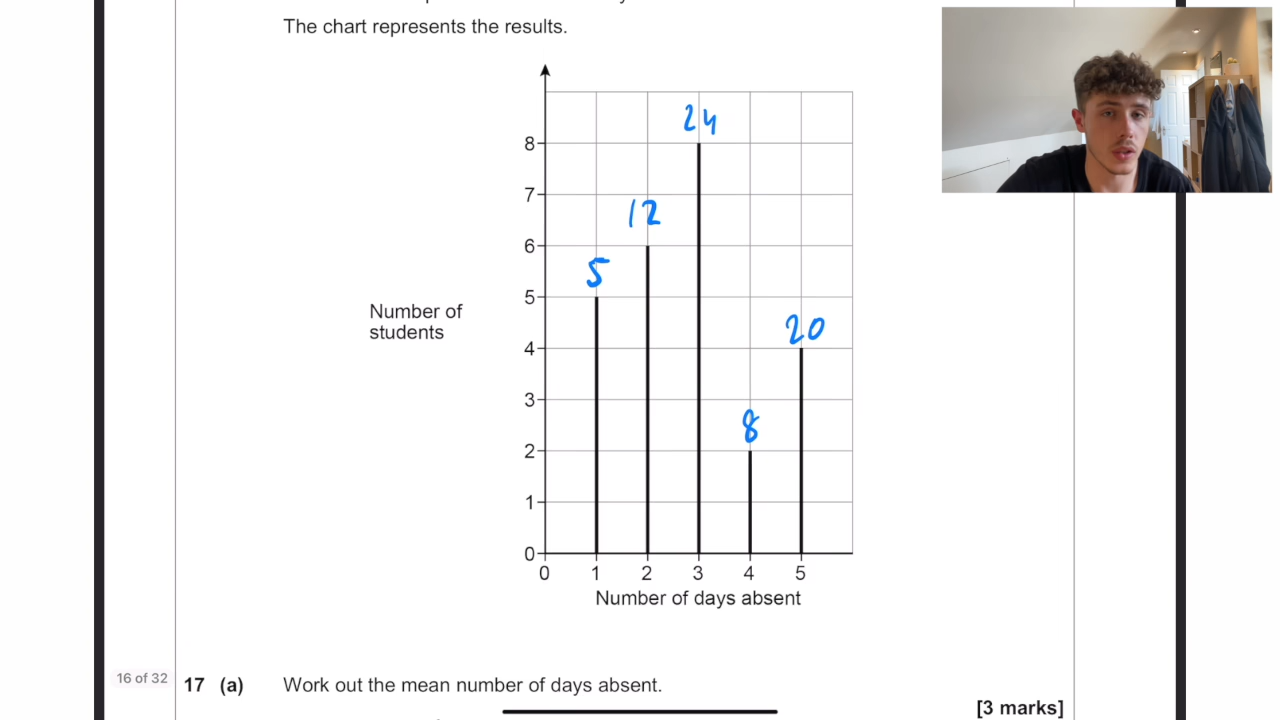 The chart represents the results.
24
8
7
12
6
5
5
Number of
students
20
4
3
8
2
1
0
0 1 2 3 4 5
Number of days absent
16 of 32
17 (a) Work out the mean number of days absent.
[3 marks]